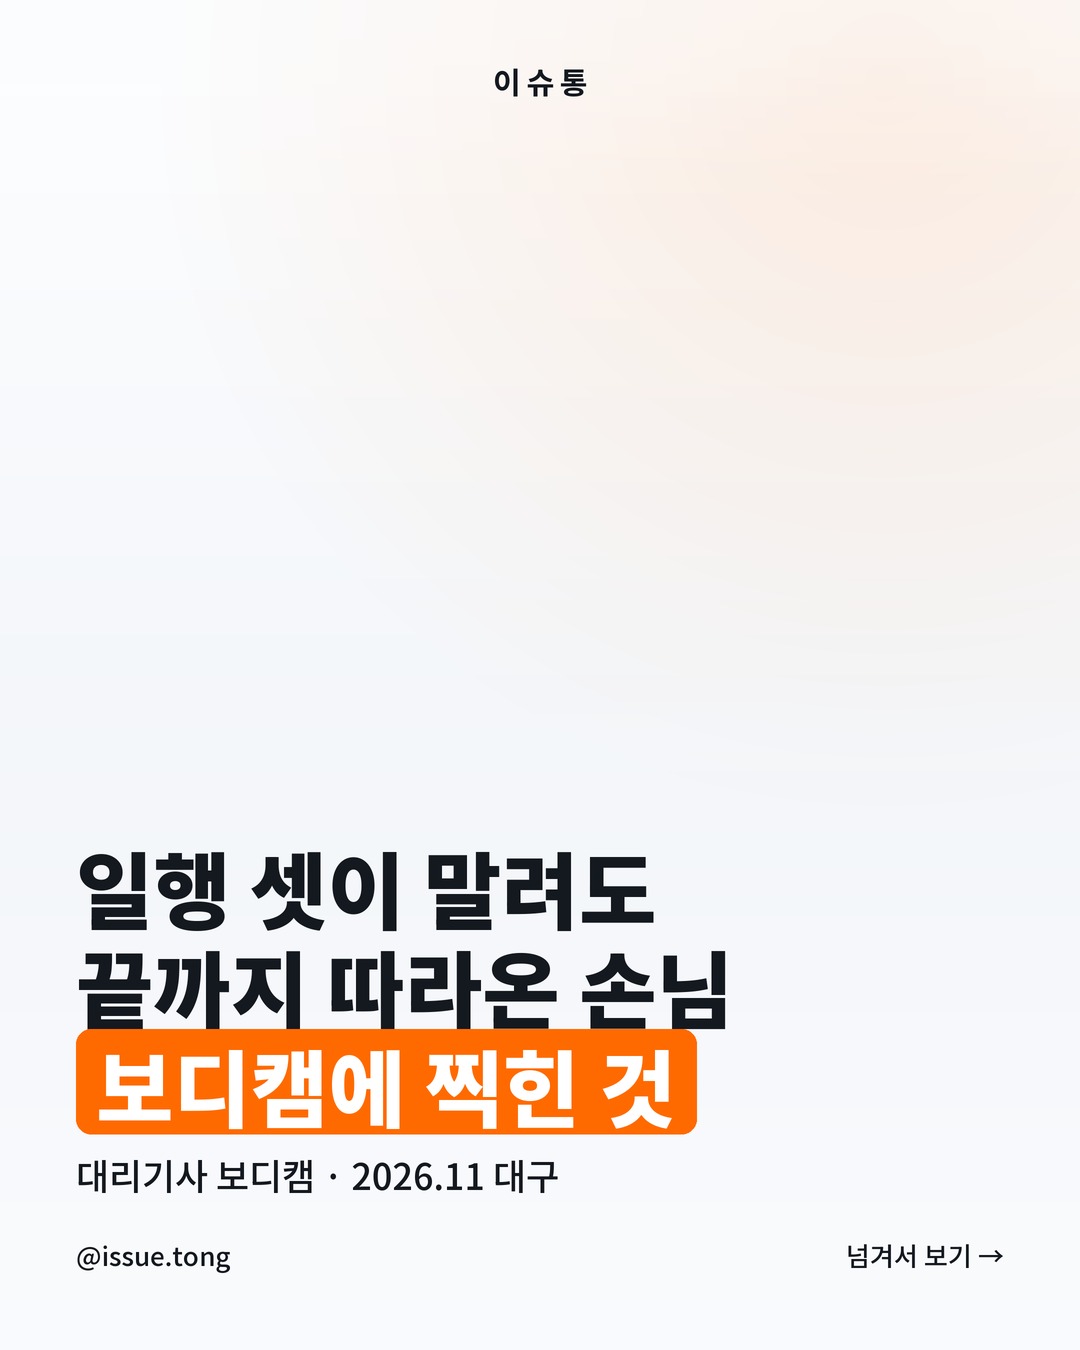 이슈통
일행 셋이 말려도
끝까지 따라온 손님
보디캠에 찍힌 것
대리기사 보디캠 · 2026.11 대구
@issue.tong
넘겨서 보기 →